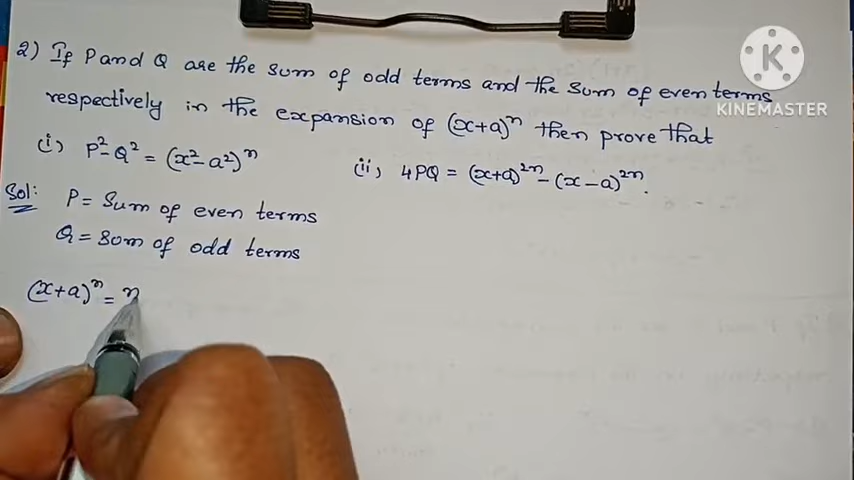 K
KINEMASTER
2) If P and Q are the sum of odd terms and the sum of even terms
respectively in the expansion of (x+a)^n then prove that
(i) P²-Q² = (x²-a²)^n (ii) 4PQ = (x+a)^2n - (x-a)^2n.
Sol: P = Sum of even terms
Q = Sum of odd terms
(x+a)^n = n